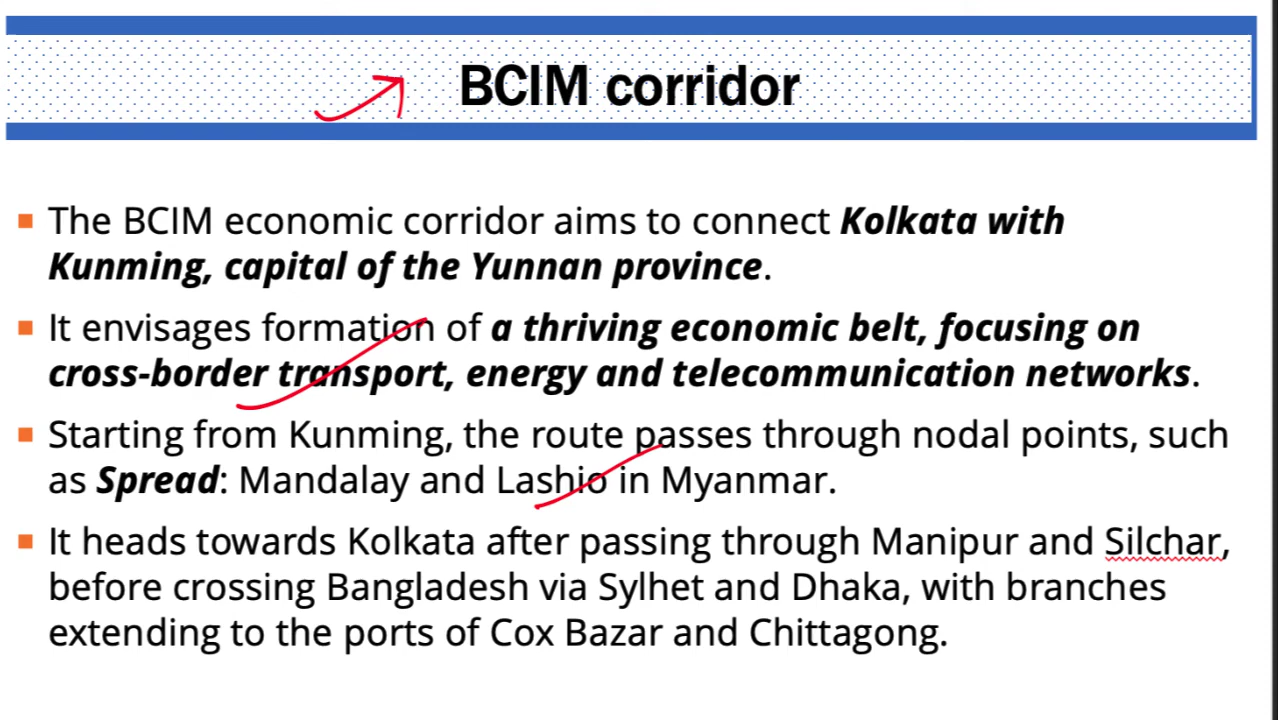 BCIM corridor
The BCIM economic corridor aims to connect Kolkata with
Kunming, capital of the Yunnan province.
It envisages formation of a thriving economic belt, focusing on
cross-border transport, energy and telecommunication networks.
Starting from Kunming, the route passes through nodal points, such
as Spread: Mandalay and Lashio in Myanmar.
It heads towards Kolkata after passing through Manipur and Silchar,
before crossing Bangladesh via Sylhet and Dhaka, with branches
extending to the ports of Cox Bazar and Chittagong.